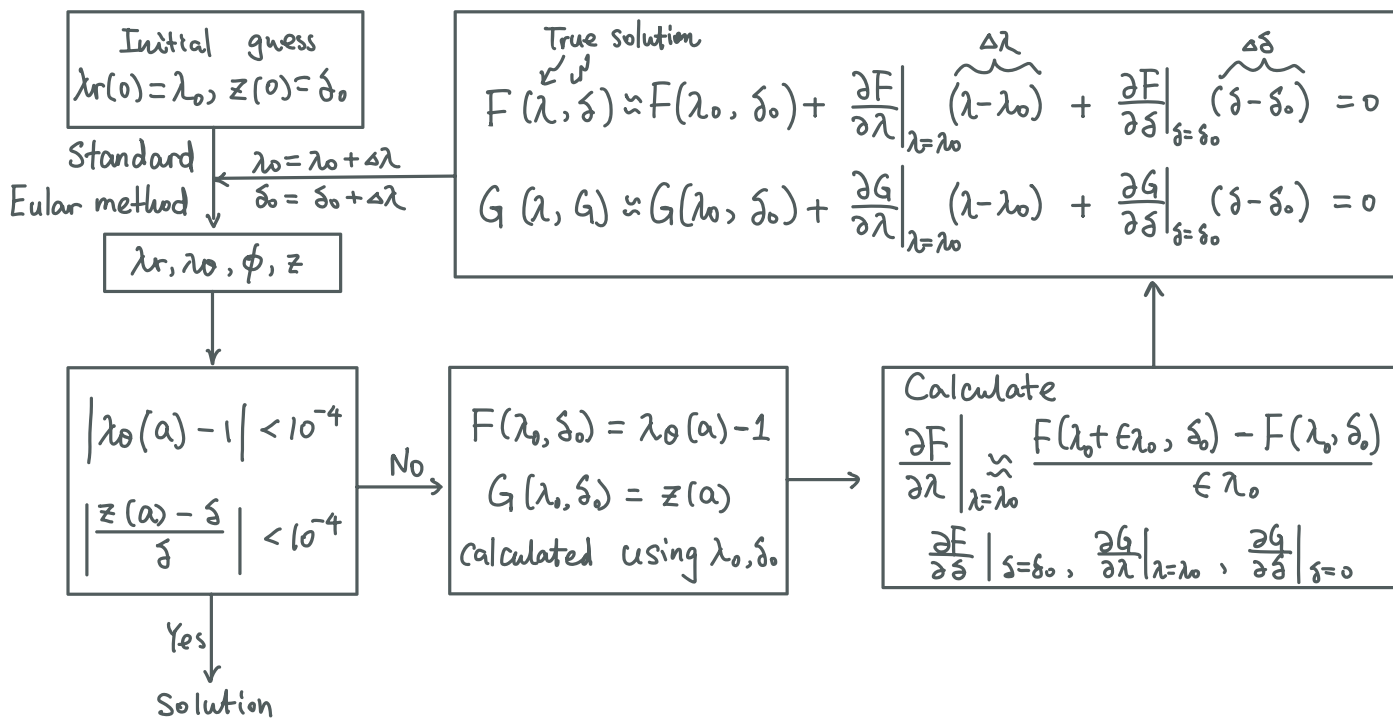 Initial guess
λr(0)=λ₀, z(0)=δ₀
Standard
Eular method
λ₀=λ₀+Δλ
δ₀=δ₀+Δλ
λr, λθ, ϕ, z
|λθ(a)-1|<10⁻⁴
|(z(a)-δ)/δ|<10⁻⁴
Yes
Solution
No
F(λ₀,δ₀)=λθ(a)-1
G(λ₀,δ₀)=z(a)
Calculated using λ₀,δ₀
Calculate
∂F/∂λ|λ=λ₀ ≈ (F(λ₀+ϵλ₀, δ₀)-F(λ₀,δ₀))/(ϵλ₀)
∂F/∂δ|δ=δ₀, ∂G/∂λ|λ=λ₀, ∂G/∂δ|δ=0
True solution
Δλ
Δδ
F(λ,δ)≈F(λ₀,δ₀)+ ∂F/∂λ|λ=λ₀ (λ-λ₀) + ∂F/∂δ|δ=δ₀ (δ-δ₀) =0
G(λ,G)≈G(λ₀,δ₀)+ ∂G/∂λ|λ=λ₀ (λ-λ₀) + ∂G/∂δ|δ=δ₀ (δ-δ₀) =0